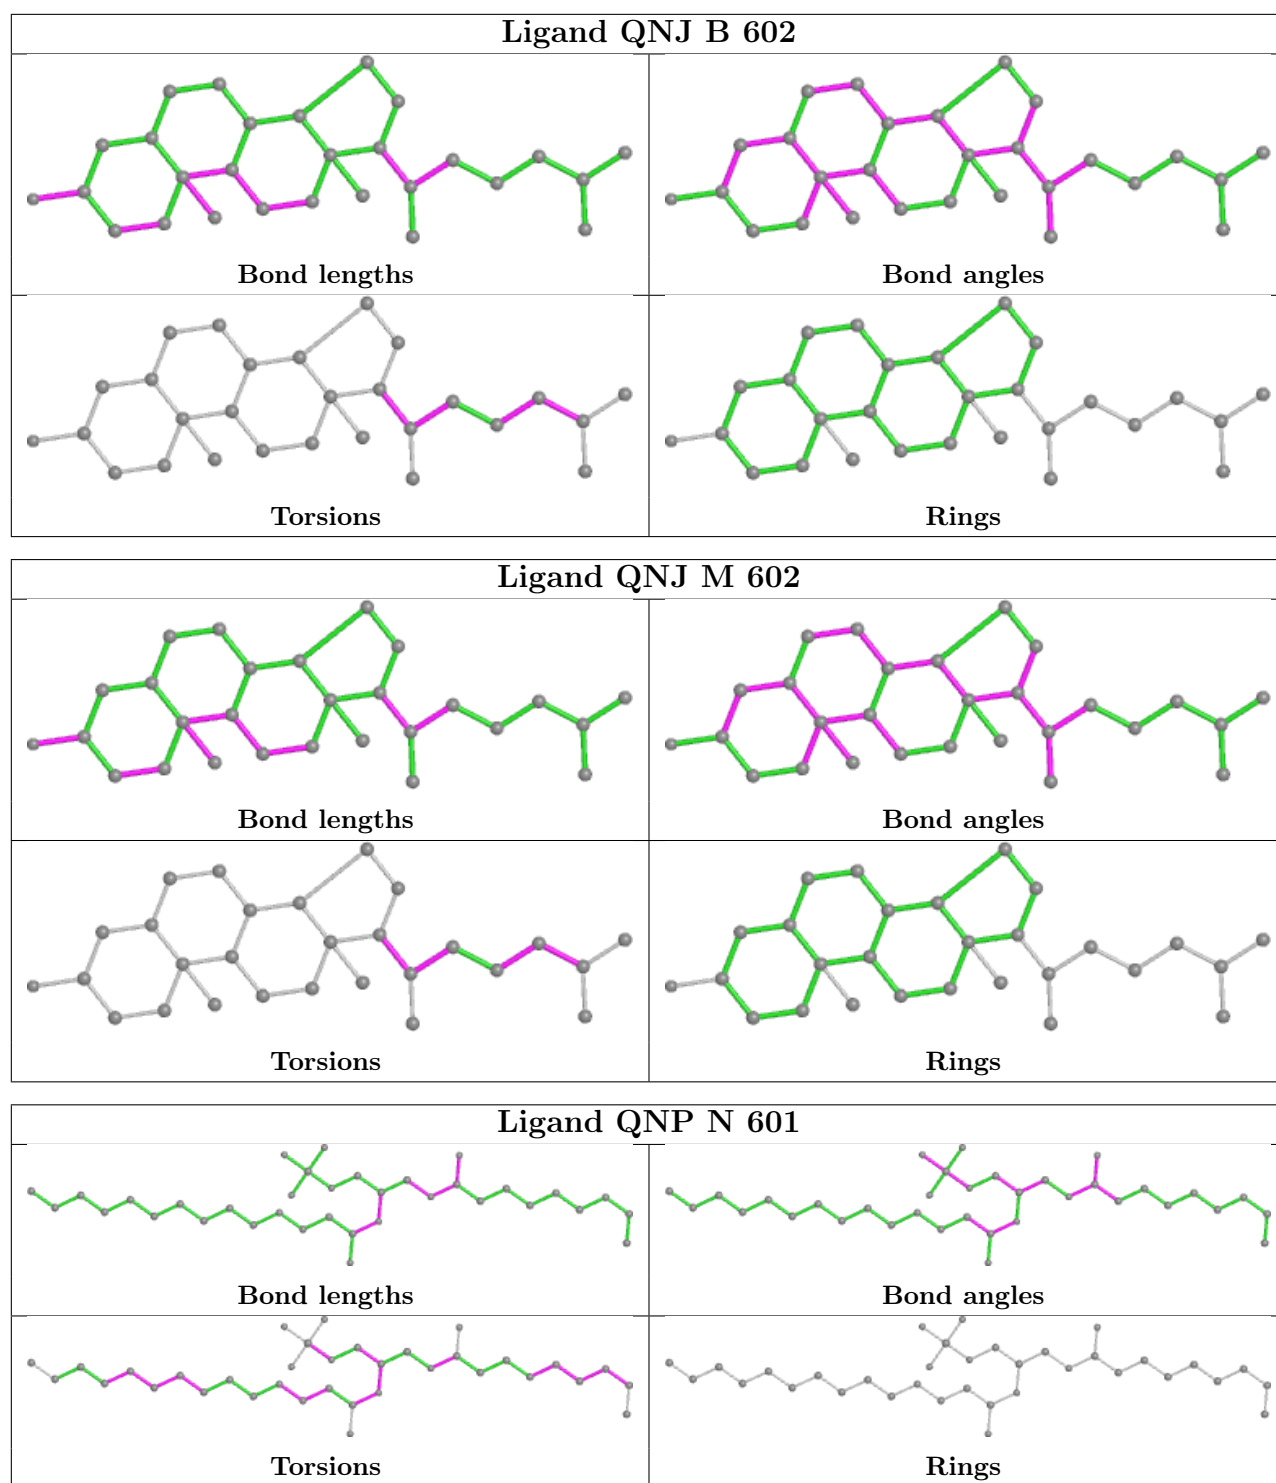 Ligand QNJ B 602
Bond lengths
Bond angles
Torsions
Rings
Ligand QNJ M 602
Bond lengths
Bond angles
Torsions
Rings
Ligand QNP N 601
Bond lengths
Bond angles
Torsions
Rings